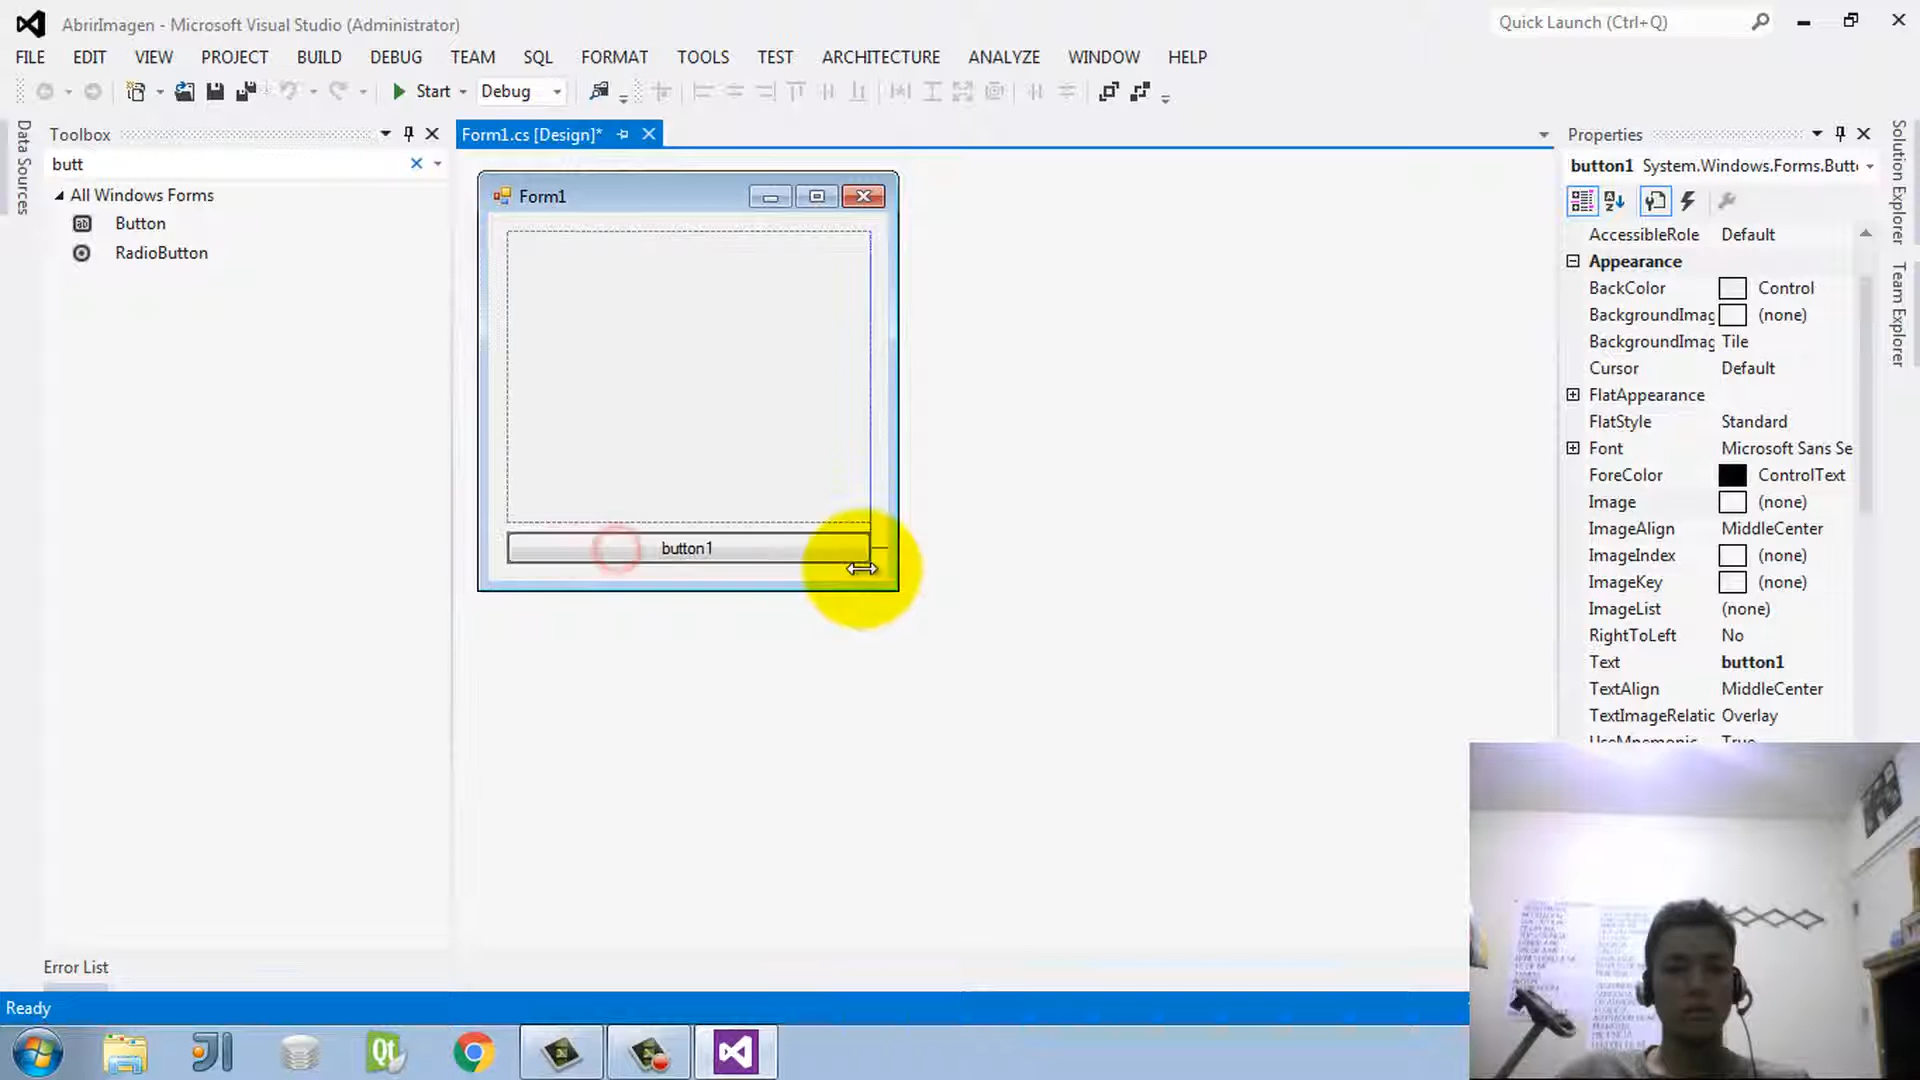 AbrirImagen - Microsoft Visual Studio (Administrator)
Quick Launch (Ctrl+Q)
FILE EDIT VIEW PROJECT BUILD DEBUG TEAM SQL FORMAT TOOLS TEST ARCHITECTURE ANALYZE WINDOW HELP
Start Debug
Data Sources
Toolbox
butt
All Windows Forms
Button
RadioButton
Form1.cs [Design]*
Form1
button1
Properties
button1 System.Windows.Forms.Butt
AccessibleRole Default
Appearance
BackColor Control
BackgroundImag (none)
BackgroundImag Tile
Cursor Default
FlatAppearance
FlatStyle Standard
Font Microsoft Sans Se
ForeColor ControlText
Image (none)
ImageAlign MiddleCenter
ImageIndex (none)
ImageKey (none)
ImageList (none)
RightToLeft No
Text button1
TextAlign MiddleCenter
TextImageRelatic Overlay
UseMnemonic True
Solution Explorer
Team Explorer
Error List
Ready